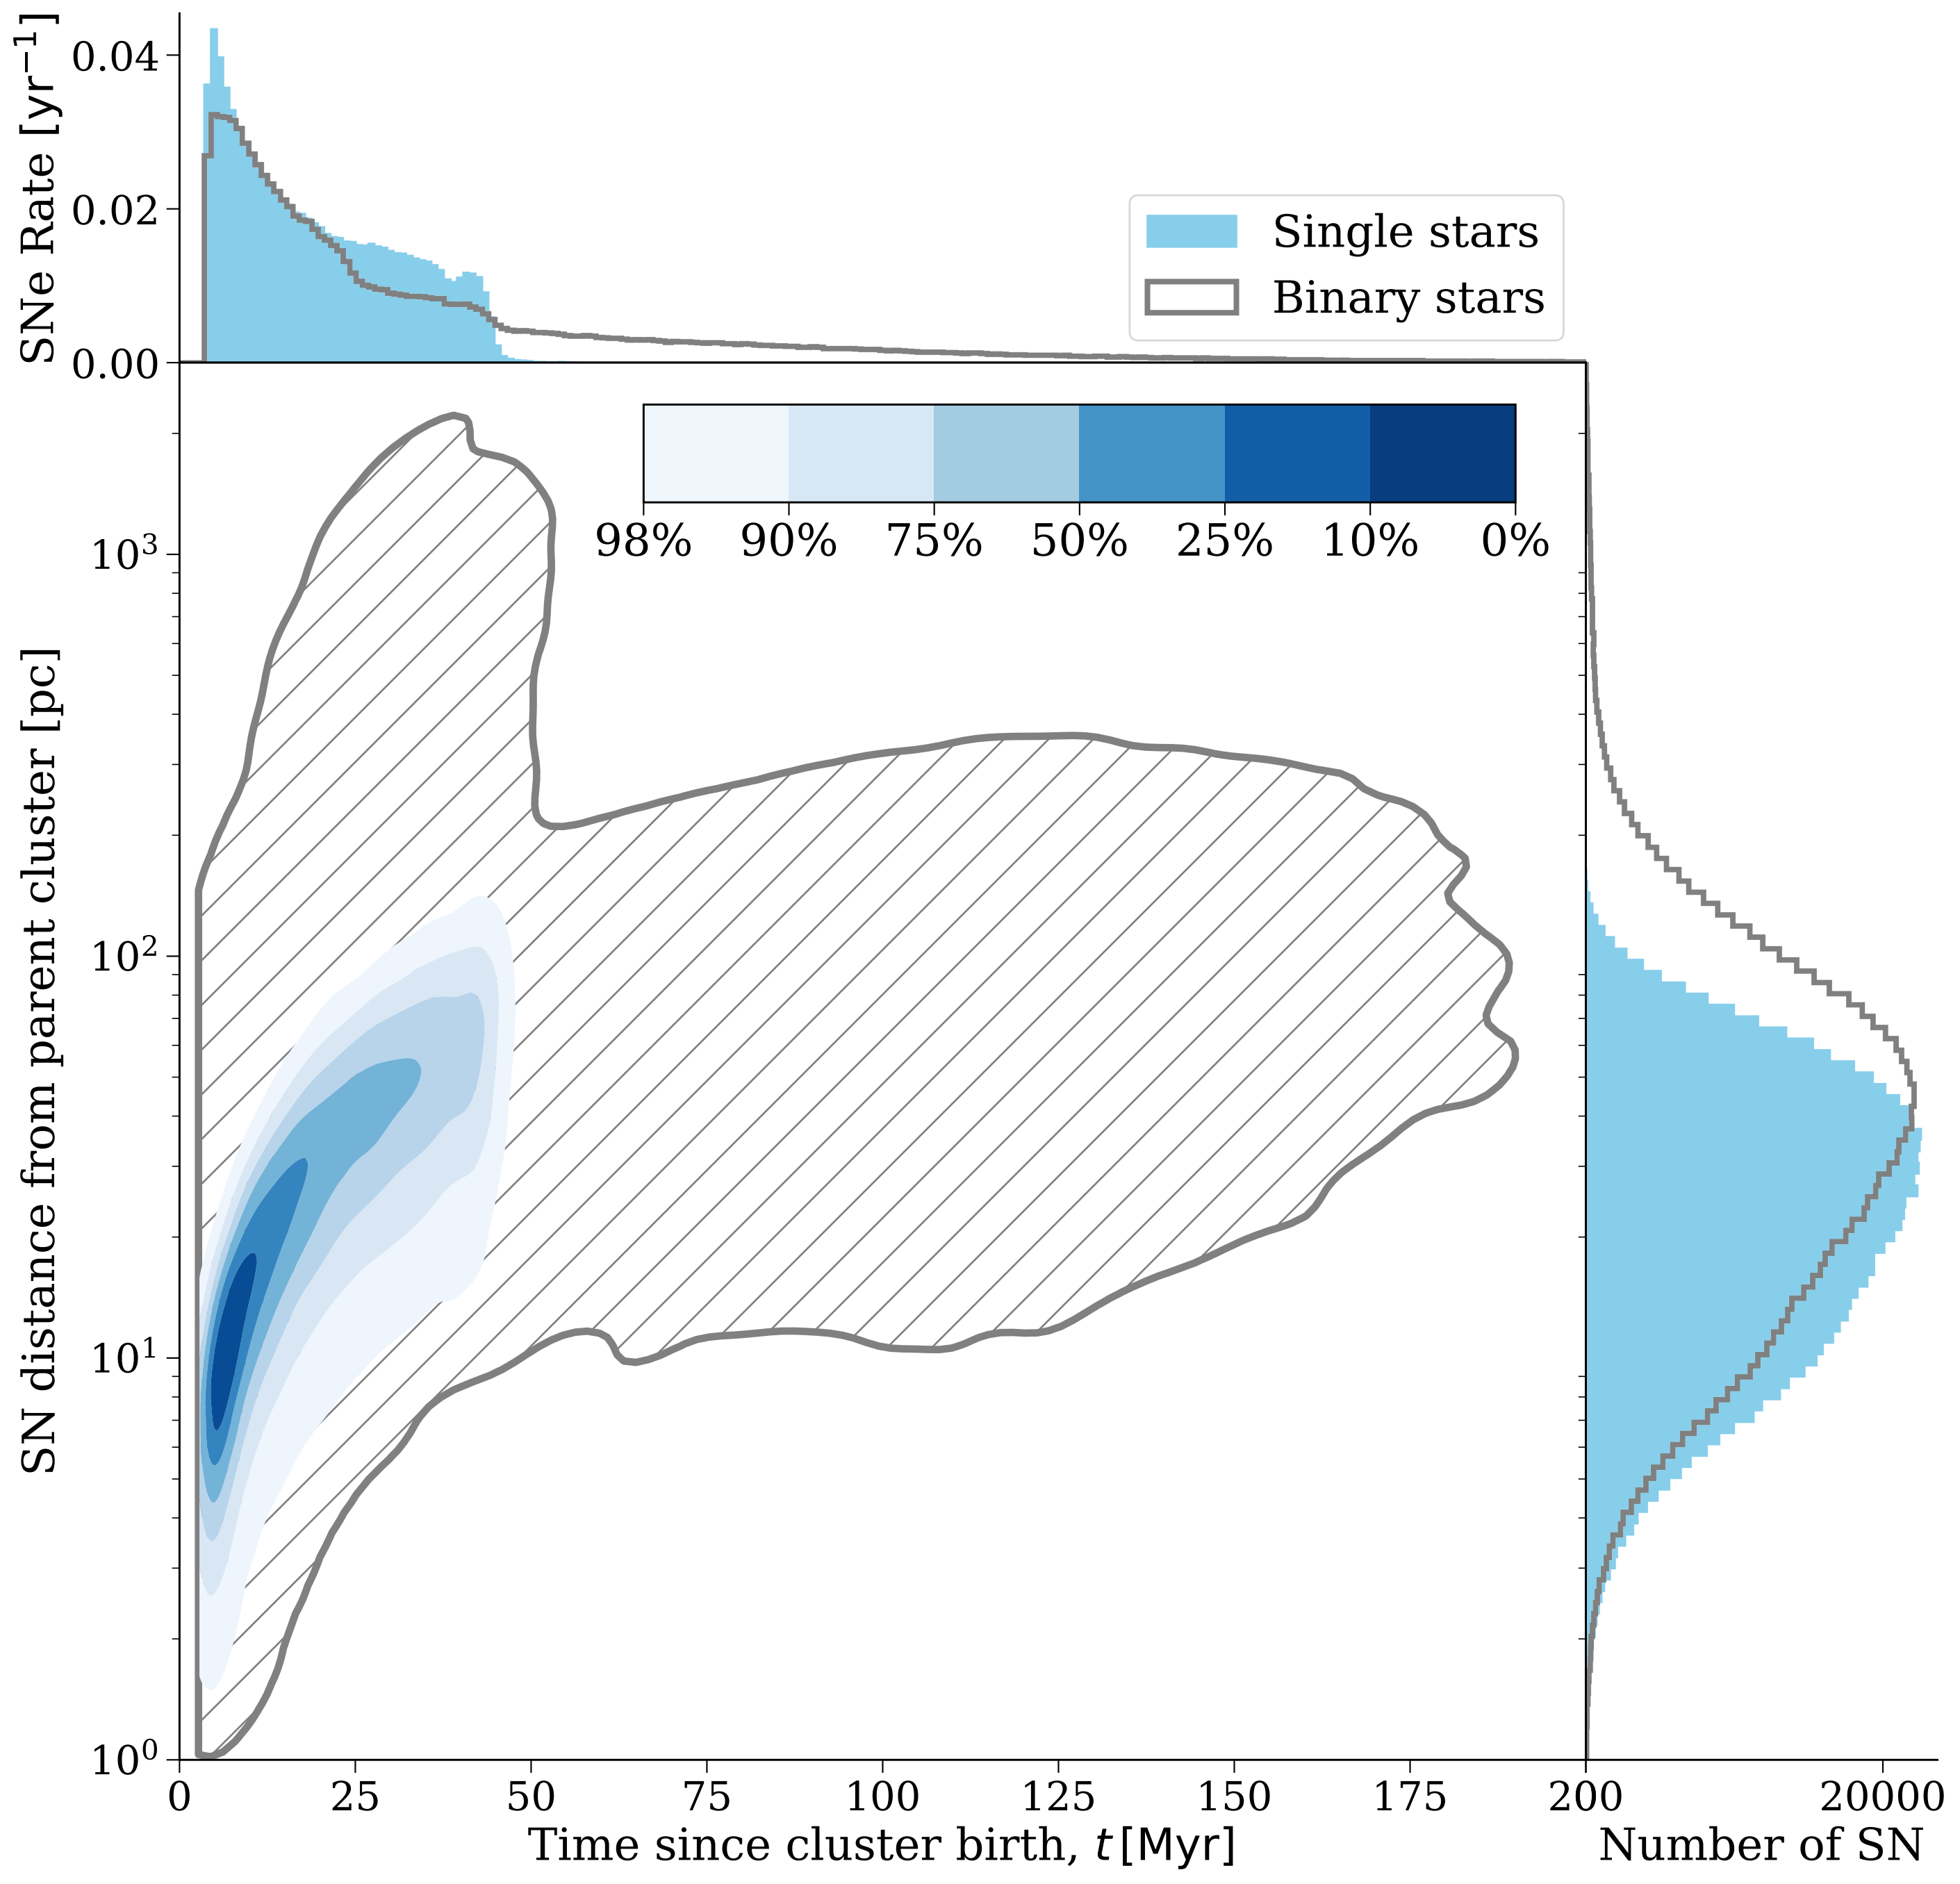 SNe Rate [yr⁻¹]
0.04
0.02
0.00
Single stars
Binary stars
98% 90% 75% 50% 25% 10% 0%
SN distance from parent cluster [pc]
10³
10²
10¹
10⁰
0 25 50 75 100 125 150 175 200 20000
Time since cluster birth, t [Myr] Number of SN